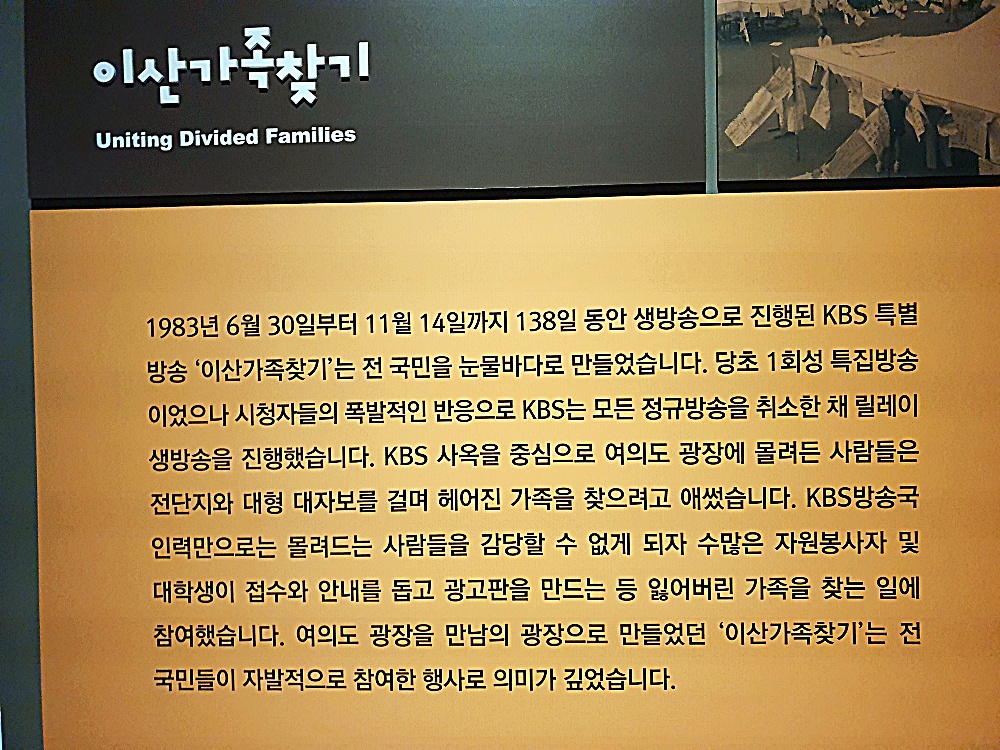 이산가족찾기
Uniting Divided Families
1983년 6월 30일부터 11월 14일까지 138일 동안 생방송으로 진행된 KBS 특별
방송 ‘이산가족찾기’는 전 국민을 눈물바다로 만들었습니다. 당초 1회성 특집방송
이었으나 시청자들의 폭발적인 반응으로 KBS는 모든 정규방송을 취소한 채 릴레이
생방송을 진행했습니다. KBS 사옥을 중심으로 여의도 광장에 몰려든 사람들은
전단지와 대형 대자보를 걸며 헤어진 가족을 찾으려고 애썼습니다. KBS방송국
인력만으로는 몰려드는 사람들을 감당할 수 없게 되자 수많은 자원봉사자 및
대학생이 접수와 안내를 돕고 광고판을 만드는 등 잃어버린 가족을 찾는 일에
참여했습니다. 여의도 광장을 만남의 광장으로 만들었던 ‘이산가족찾기’는 전
국민들이 자발적으로 참여한 행사로 의미가 깊었습니다.